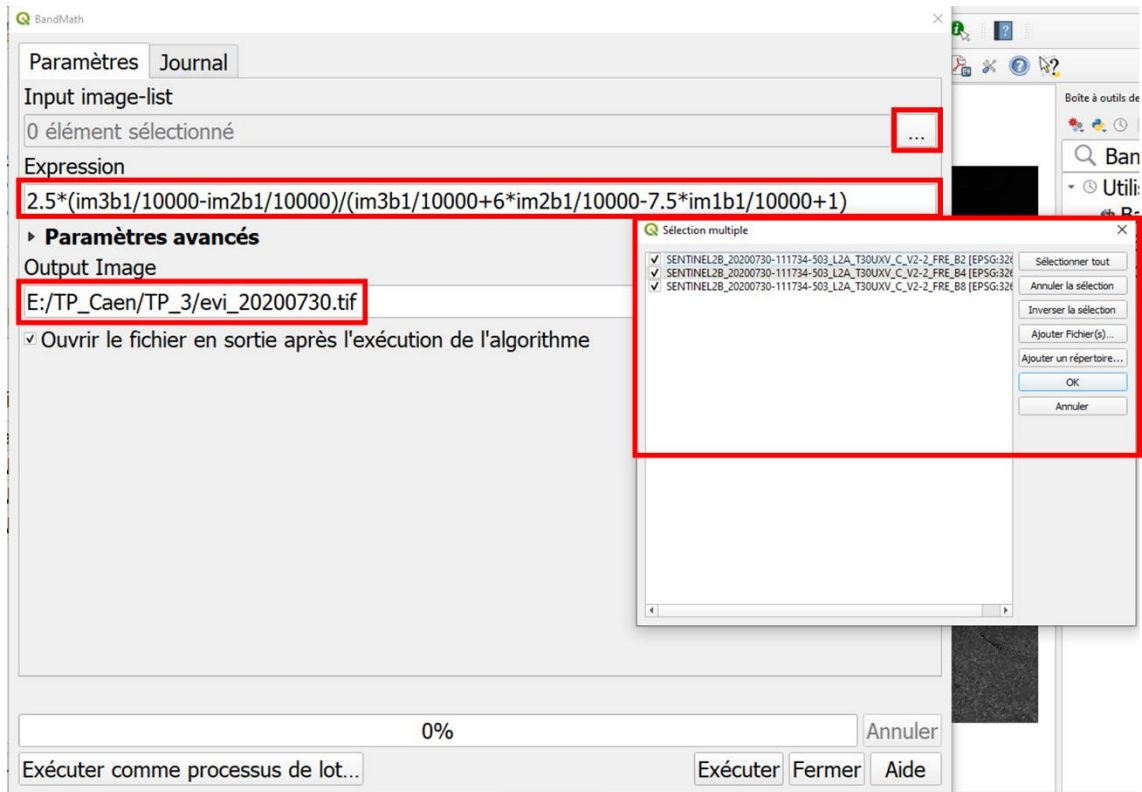 BandMath
Paramètres Journal
Input image-list
0 élément sélectionné
...
Expression
2.5*(im3b1/10000-im2b1/10000)/(im3b1/10000+6*im2b1/10000-7.5*im1b1/10000+1)
Paramètres avancés
Output Image
E:/TP_Caen/TP_3/evi_20200730.tif
Ouvrir le fichier en sortie après l'exécution de l'algorithme
0%
Annuler
Exécuter comme processus de lot...
Exécuter Fermer Aide
Sélection multiple
SENTINEL2B_20200730-111734-503_L2A_T30UXV_C_V2-2_FRE_B2 [EPSG:326
SENTINEL2B_20200730-111734-503_L2A_T30UXV_C_V2-2_FRE_B4 [EPSG:326
SENTINEL2B_20200730-111734-503_L2A_T30UXV_C_V2-2_FRE_B8 [EPSG:326
Sélectionner tout
Annuler la sélection
Inverser la sélection
Ajouter Fichier(s)...
Ajouter un répertoire...
OK
Annuler
Boîte à outils de
Ban
Utili